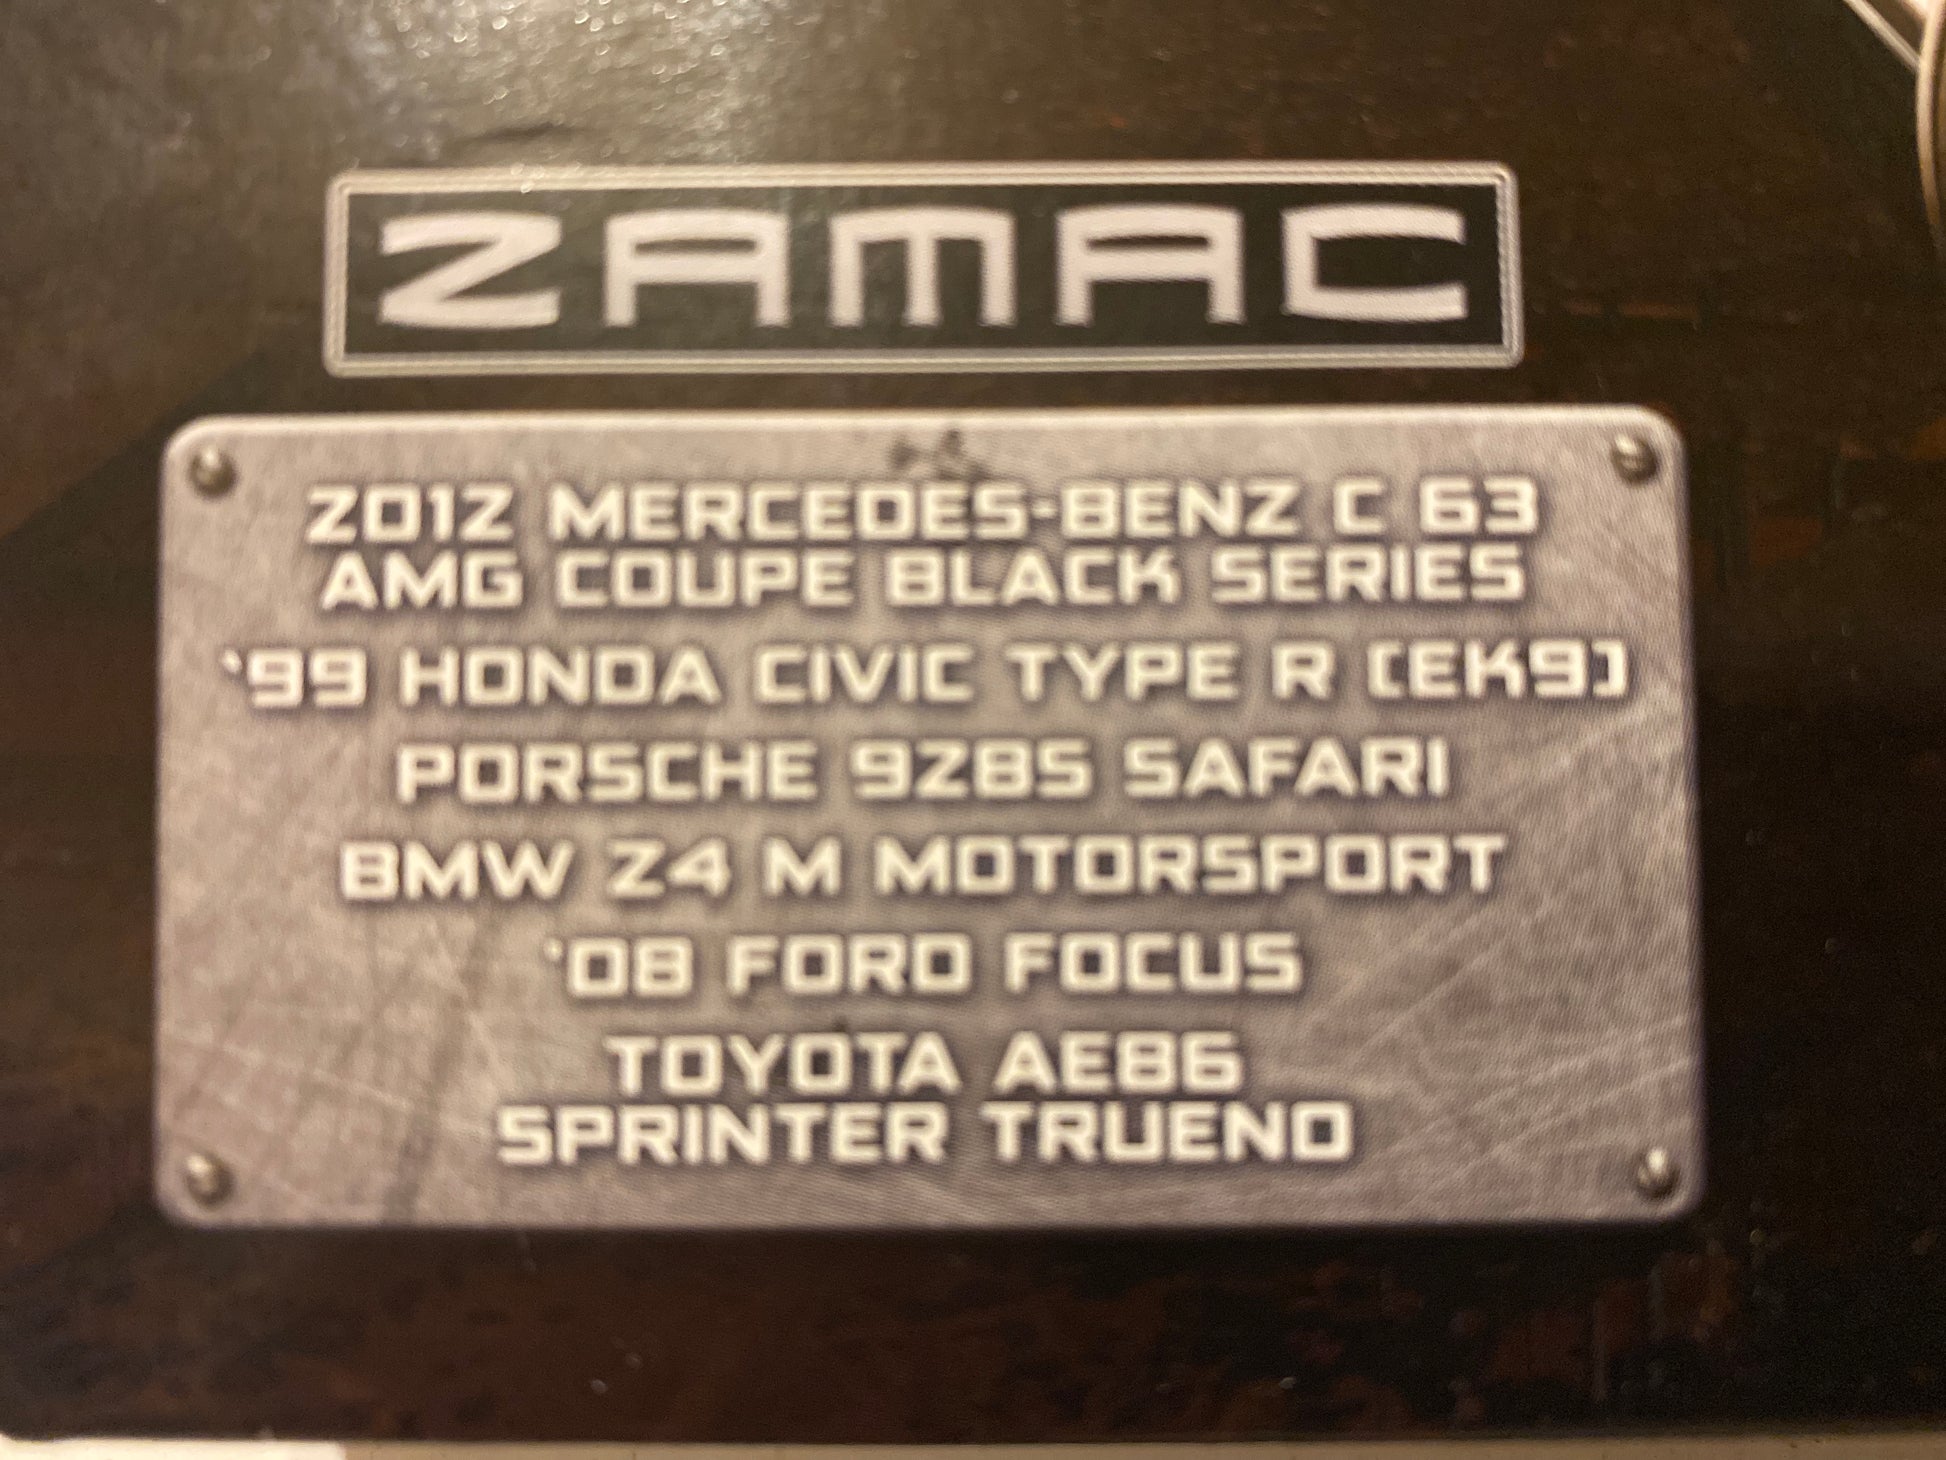 ZAMAC
2012 MERCEDES-BENZ C 63
AMG COUPE BLACK SERIES
'99 HONDA CIVIC TYPE R [EK9]
PORSCHE 928S SAFARI
BMW Z4 M MOTORSPORT
'08 FORD FOCUS
TOYOTA AE86
SPRINTER TRUENO